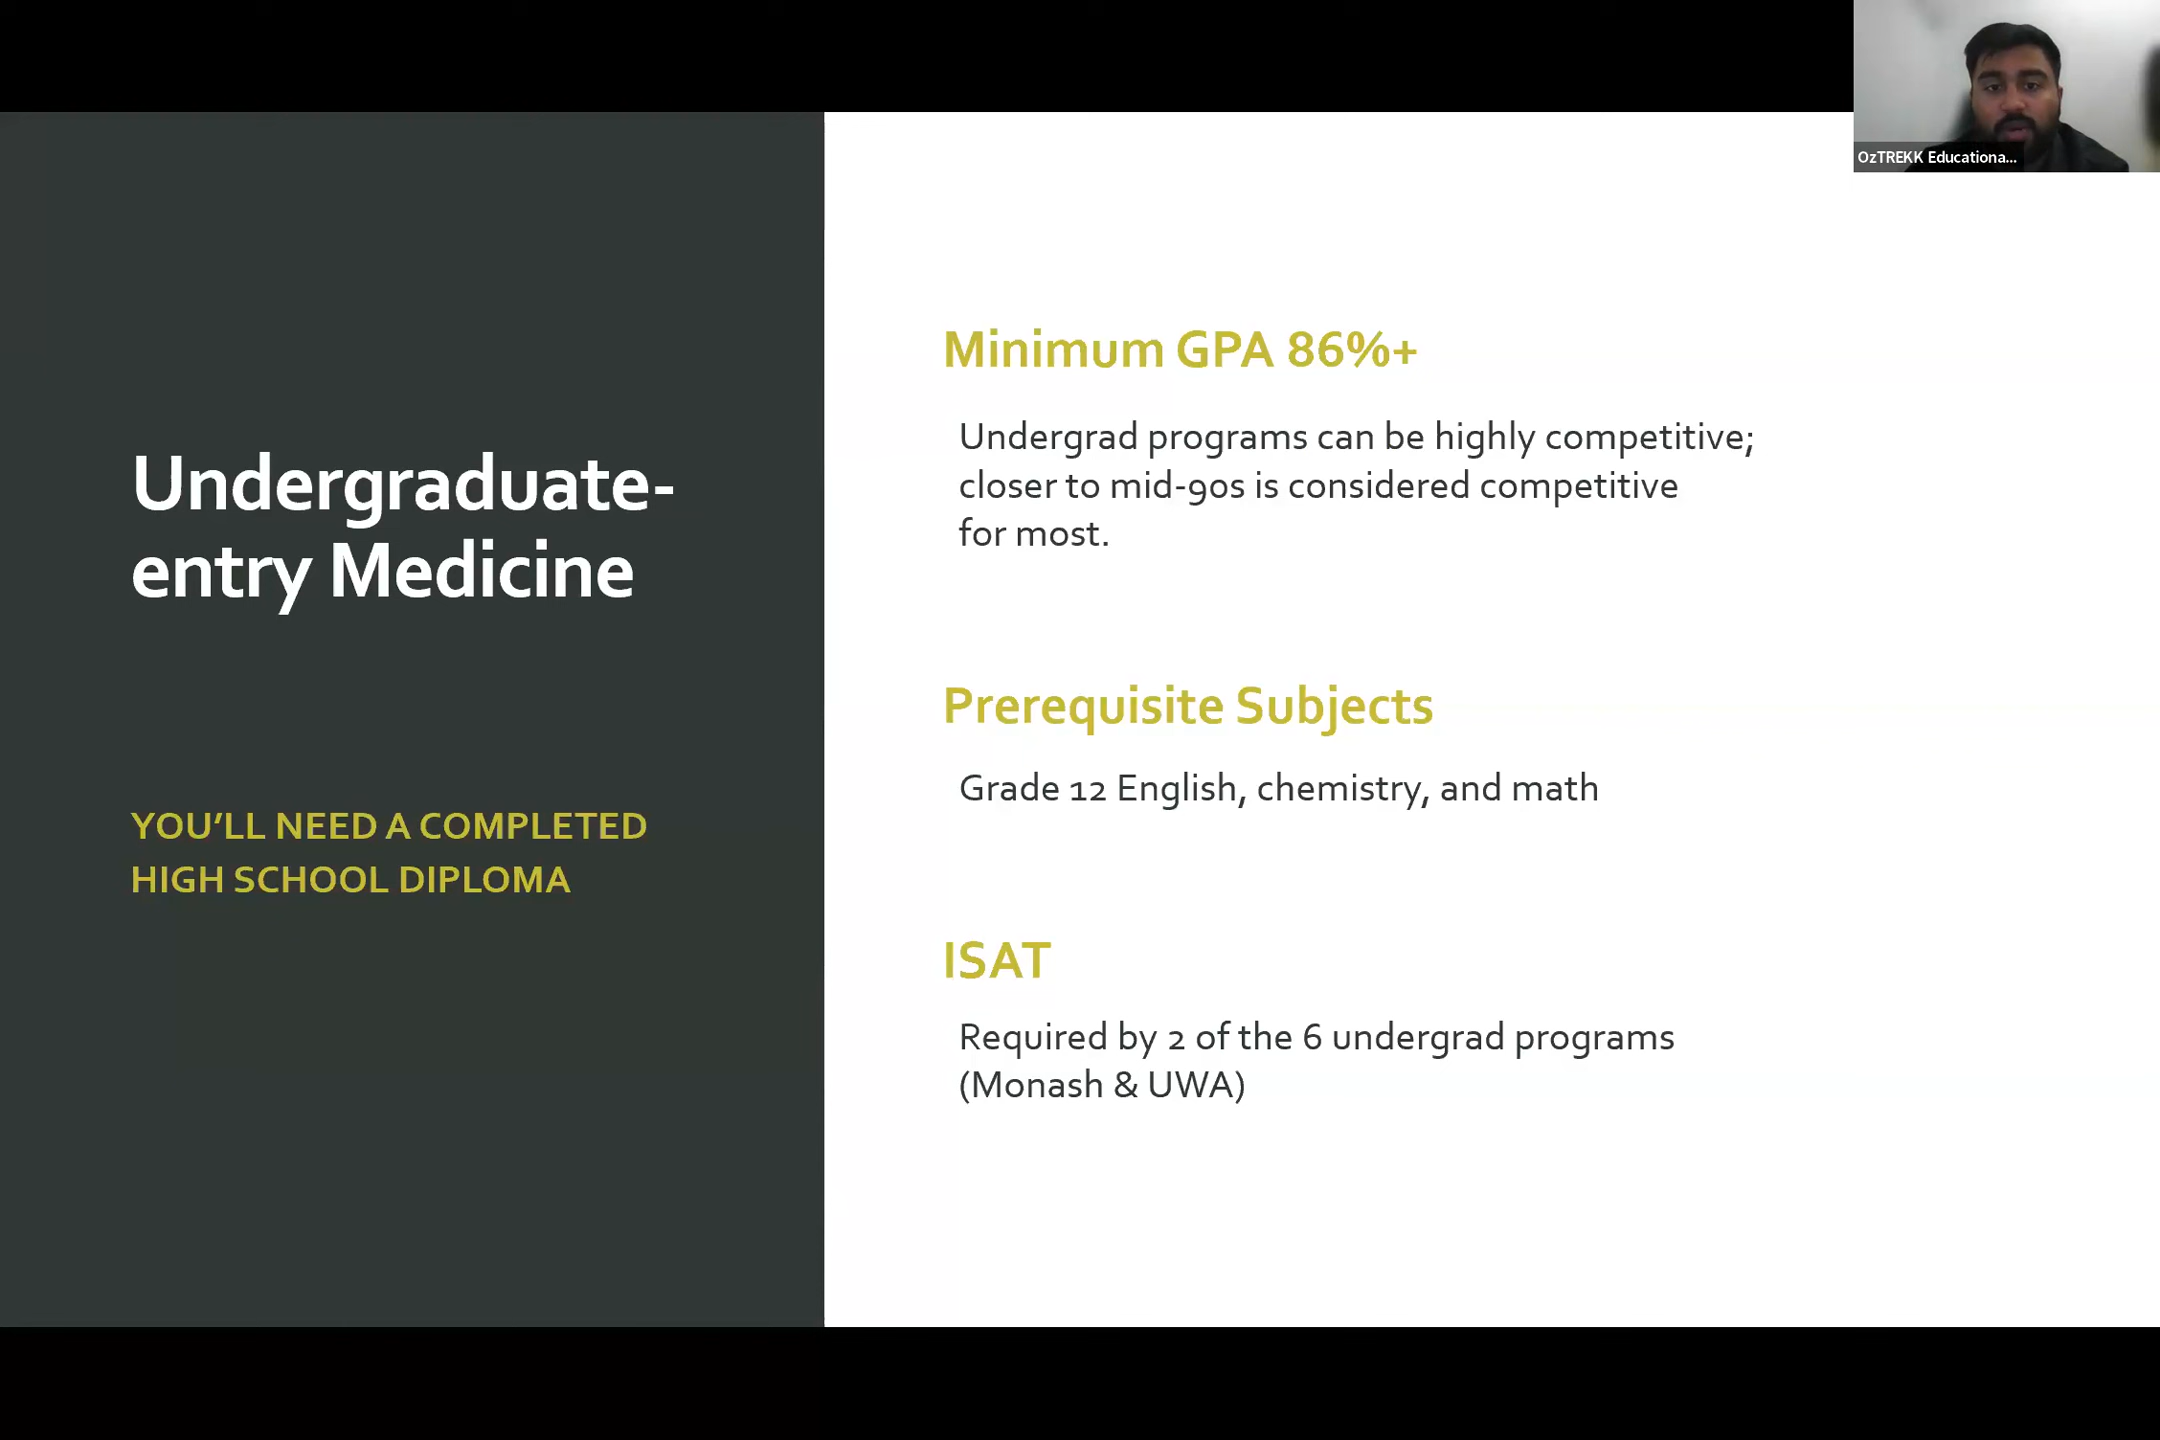 OzTREKK Educationa...
Undergraduate-
entry Medicine
YOU'LL NEED A COMPLETED
HIGH SCHOOL DIPLOMA
Minimum GPA 86%+
Undergrad programs can be highly competitive;
closer to mid-90s is considered competitive
for most.
Prerequisite Subjects
Grade 12 English, chemistry, and math
ISAT
Required by 2 of the 6 undergrad programs
(Monash & UWA)